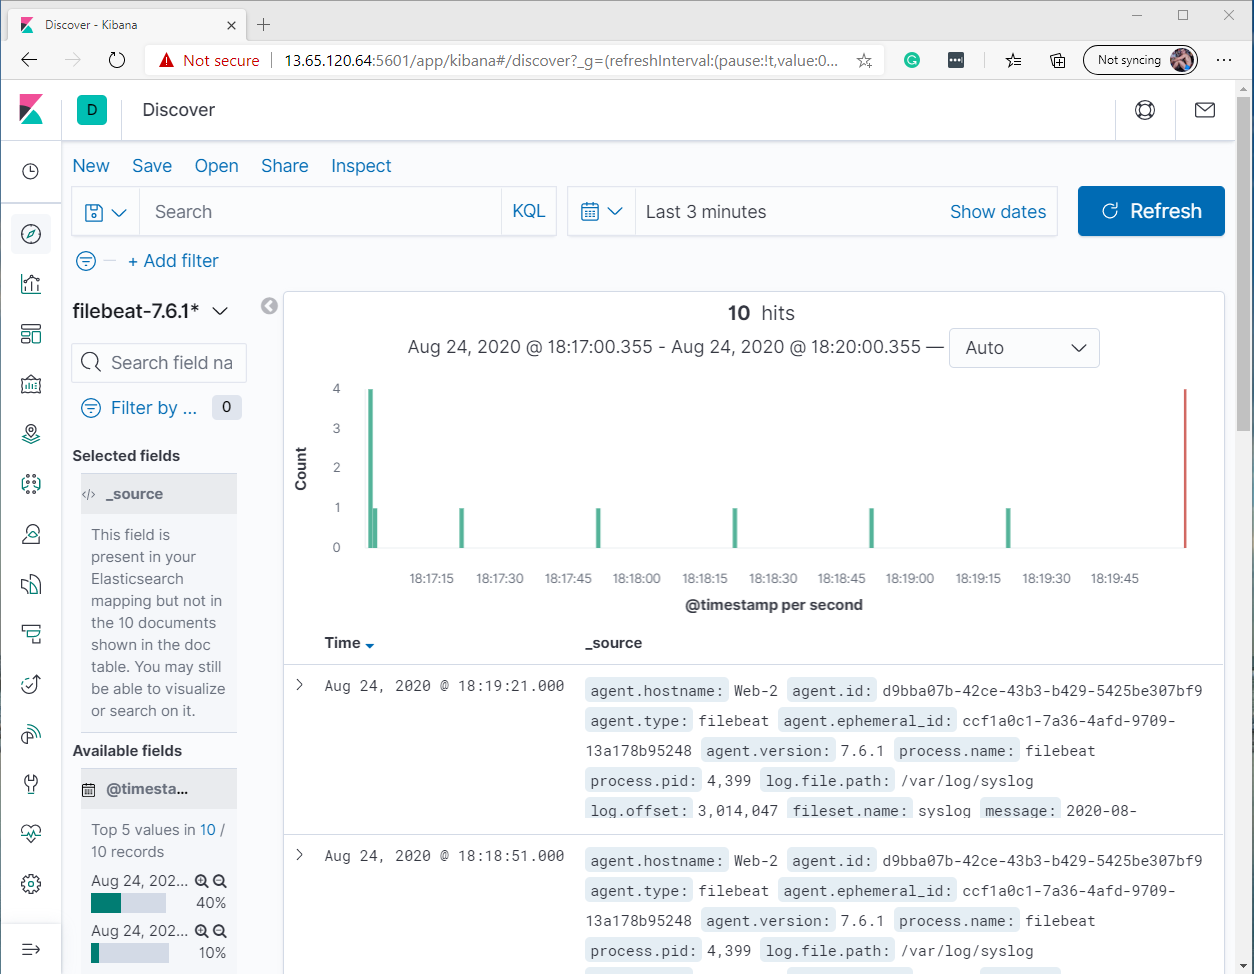 Discover - Kibana
Not secure 13.65.120.64:5601/app/kibana#/discover?_g=(refreshInterval:(pause:!t,value:0... Not syncing
D Discover
New Save Open Share Inspect
Search KQL Last 3 minutes Show dates Refresh
+ Add filter
filebeat-7.6.1*
Search field na
Filter by ... 0
Selected fields
</> _source
This field is
present in your
Elasticsearch
mapping but not in
the 10 documents
shown in the doc
table. You may still
be able to visualize
or search on it.
Available fields
@timesta...
Top 5 values in 10 /
10 records
Aug 24, 202...
40%
Aug 24, 202...
10%
10 hits
Aug 24, 2020 @ 18:17:00.355 - Aug 24, 2020 @ 18:20:00.355 — Auto
4
3
2
1
0
Count
18:17:15 18:17:30 18:17:45 18:18:00 18:18:15 18:18:30 18:18:45 18:19:00 18:19:15 18:19:30 18:19:45
@timestamp per second
Time _source
Aug 24, 2020 @ 18:19:21.000 agent.hostname: Web-2 agent.id: d9bba07b-42ce-43b3-b429-5425be307bf9
agent.type: filebeat agent.ephemeral_id: ccf1a0c1-7a36-4afd-9709-
13a178b95248 agent.version: 7.6.1 process.name: filebeat
process.pid: 4,399 log.file.path: /var/log/syslog
log.offset: 3,014,047 fileset.name: syslog message: 2020-08-
Aug 24, 2020 @ 18:18:51.000 agent.hostname: Web-2 agent.id: d9bba07b-42ce-43b3-b429-5425be307bf9
agent.type: filebeat agent.ephemeral_id: ccf1a0c1-7a36-4afd-9709-
13a178b95248 agent.version: 7.6.1 process.name: filebeat
process.pid: 4,399 log.file.path: /var/log/syslog